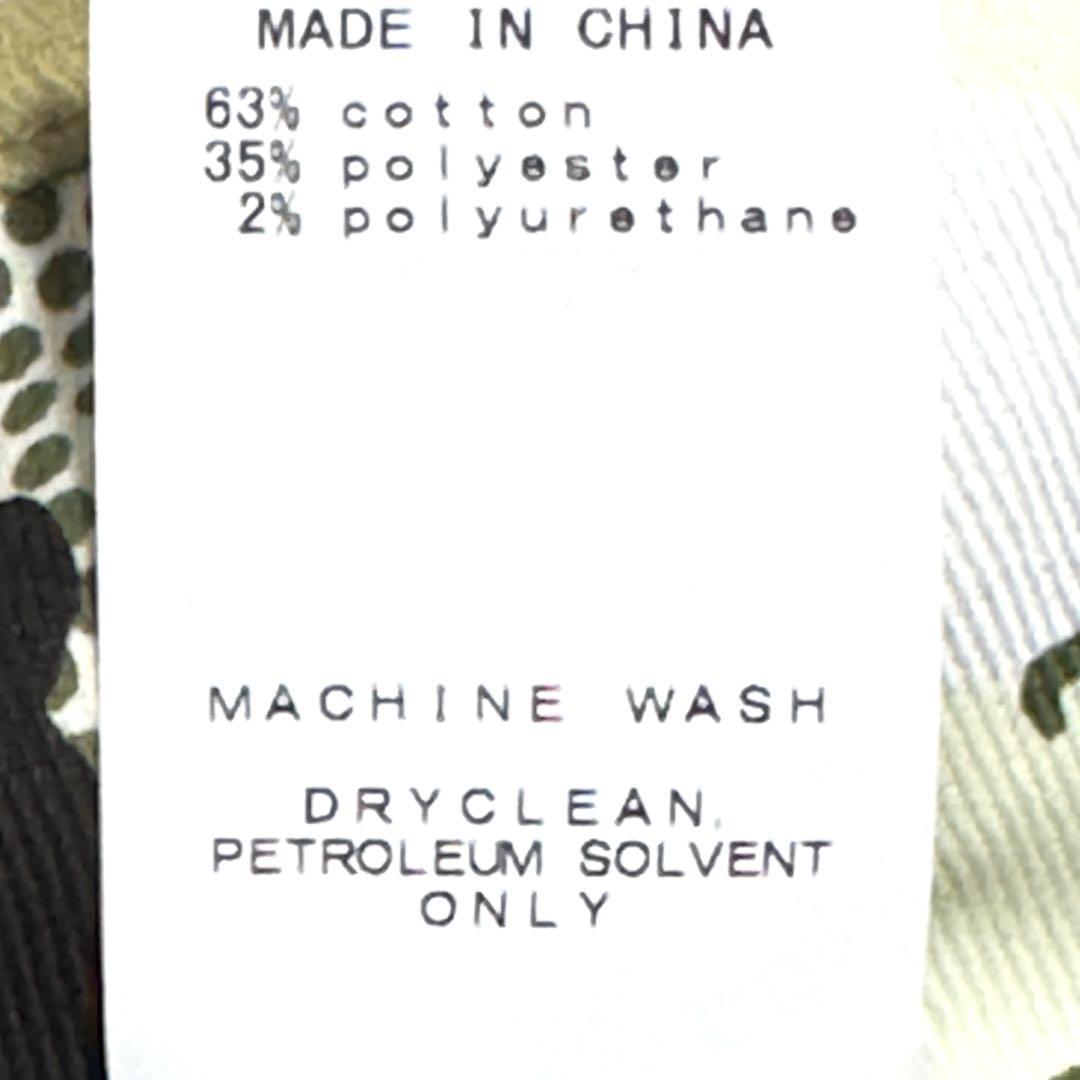 MADE IN CHINA
63% cotton
35% polyester
2% polyurethane
MACHINE WASH
DRYCLEAN,
PETROLEUM SOLVENT
ONLY